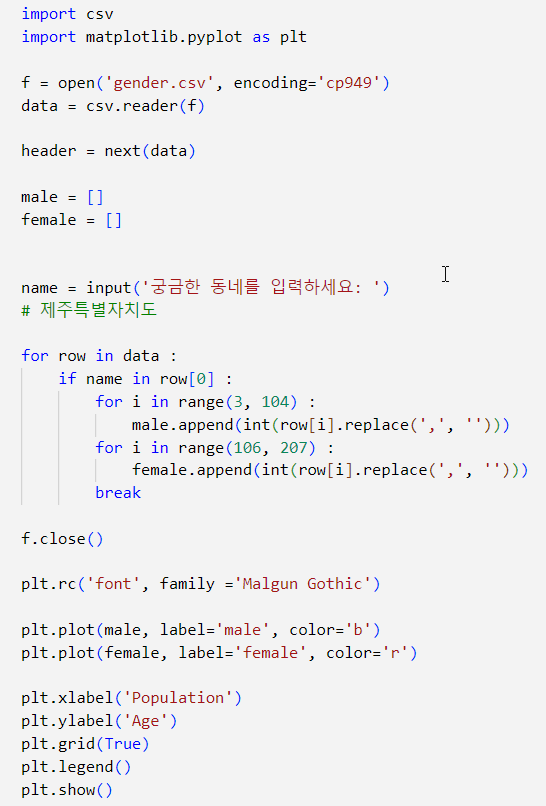 import csv
import matplotlib.pyplot as plt
f = open('gender.csv', encoding='cp949')
data = csv.reader(f)
header = next(data)
male = []
female = []
name = input('궁금한 동네를 입력하세요: ')
# 제주특별자치도
for row in data :
if name in row[0] :
for i in range(3, 104) :
male.append(int(row[i].replace(',', '')))
for i in range(106, 207) :
female.append(int(row[i].replace(',', '')))
break
f.close()
plt.rc('font', family ='Malgun Gothic')
plt.plot(male, label='male', color='b')
plt.plot(female, label='female', color='r')
plt.xlabel('Population')
plt.ylabel('Age')
plt.grid(True)
plt.legend()
plt.show()